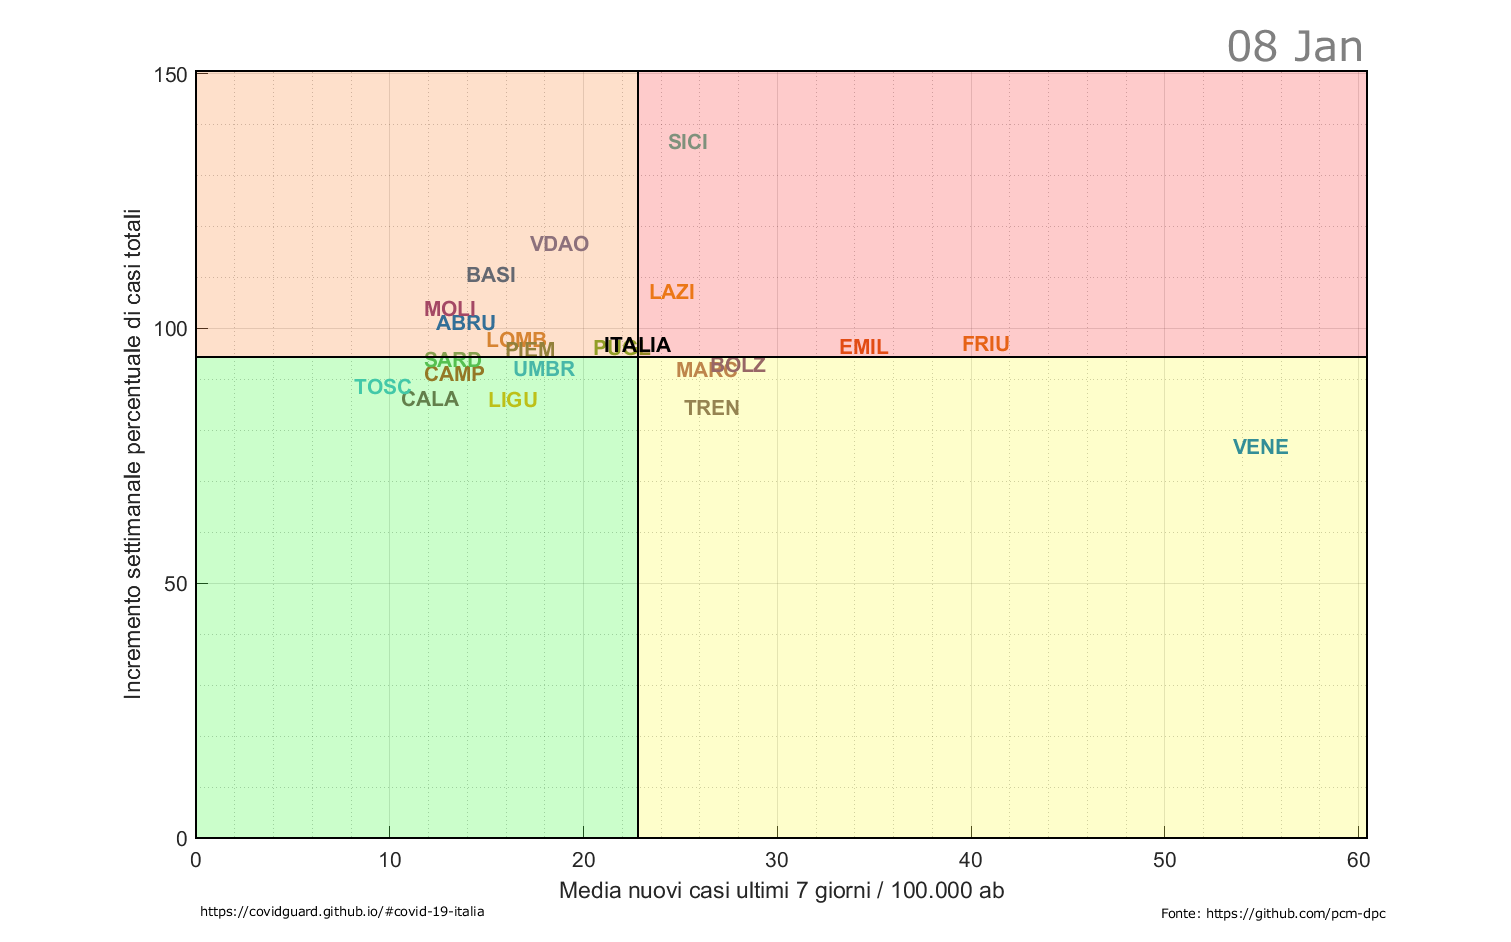 08 Jan
150
SICI
VDAO
BASI
LAZI
MOLI
ABRU
100
LOMB
PIEM
PUGL
ITALIA
EMIL
FRIU
SARD
UMBR
MARC
BOLZ
CAMP
TOSC
CALA
LIGU
TREN
VENE
50
0
Incremento settimanale percentuale di casi totali
0 10 20 30 40 50 60
Media nuovi casi ultimi 7 giorni / 100.000 ab
https://covidguard.github.io/#covid-19-italia
Fonte: https://github.com/pcm-dpc